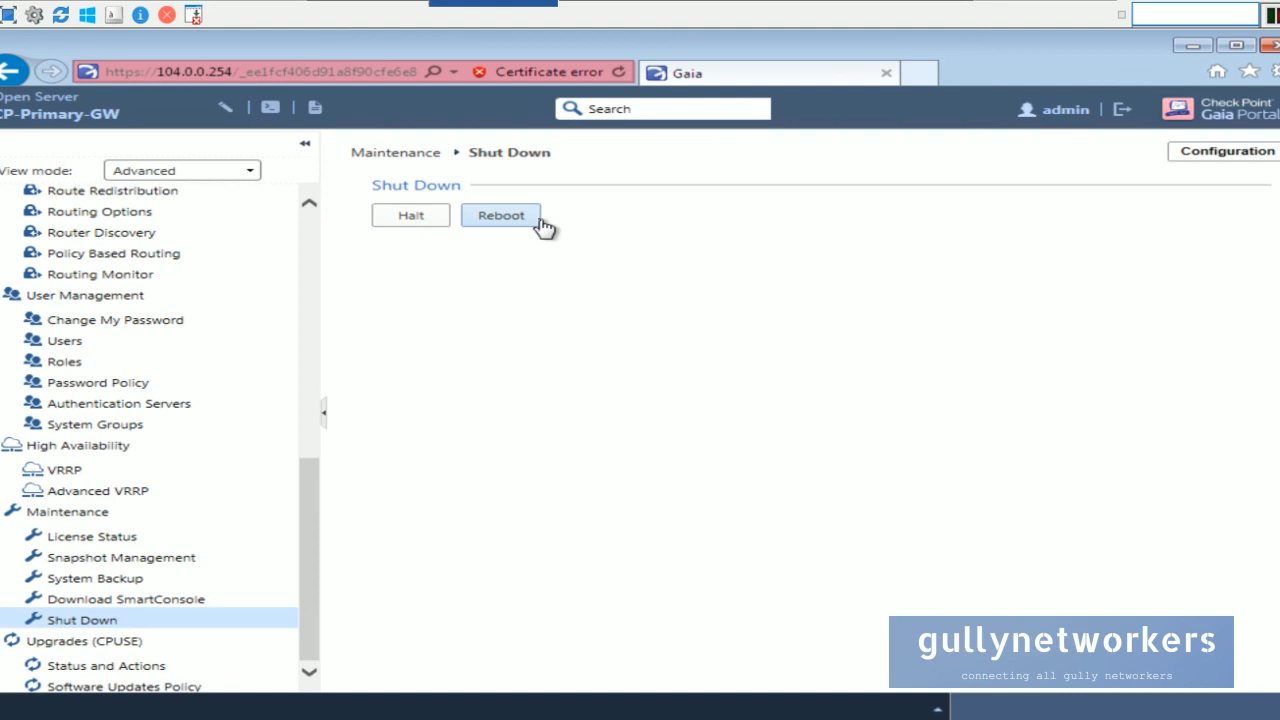 https://104.0.0.254/_ee1fcf406d91a8f90cfe6e8
Certificate error
Gaia
Open Server
CP-Primary-GW
Search
admin
Check Point
Gaia Portal
View mode:
Advanced
Maintenance
Shut Down
Configuration
Shut Down
Halt
Reboot
Route Redistribution
Routing Options
Router Discovery
Policy Based Routing
Routing Monitor
User Management
Change My Password
Users
Roles
Password Policy
Authentication Servers
System Groups
High Availability
VRRP
Advanced VRRP
Maintenance
License Status
Snapshot Management
System Backup
Download SmartConsole
Shut Down
Upgrades (CPUSE)
Status and Actions
Software Updates Policy
gullynetworkers
connecting all gully networkers